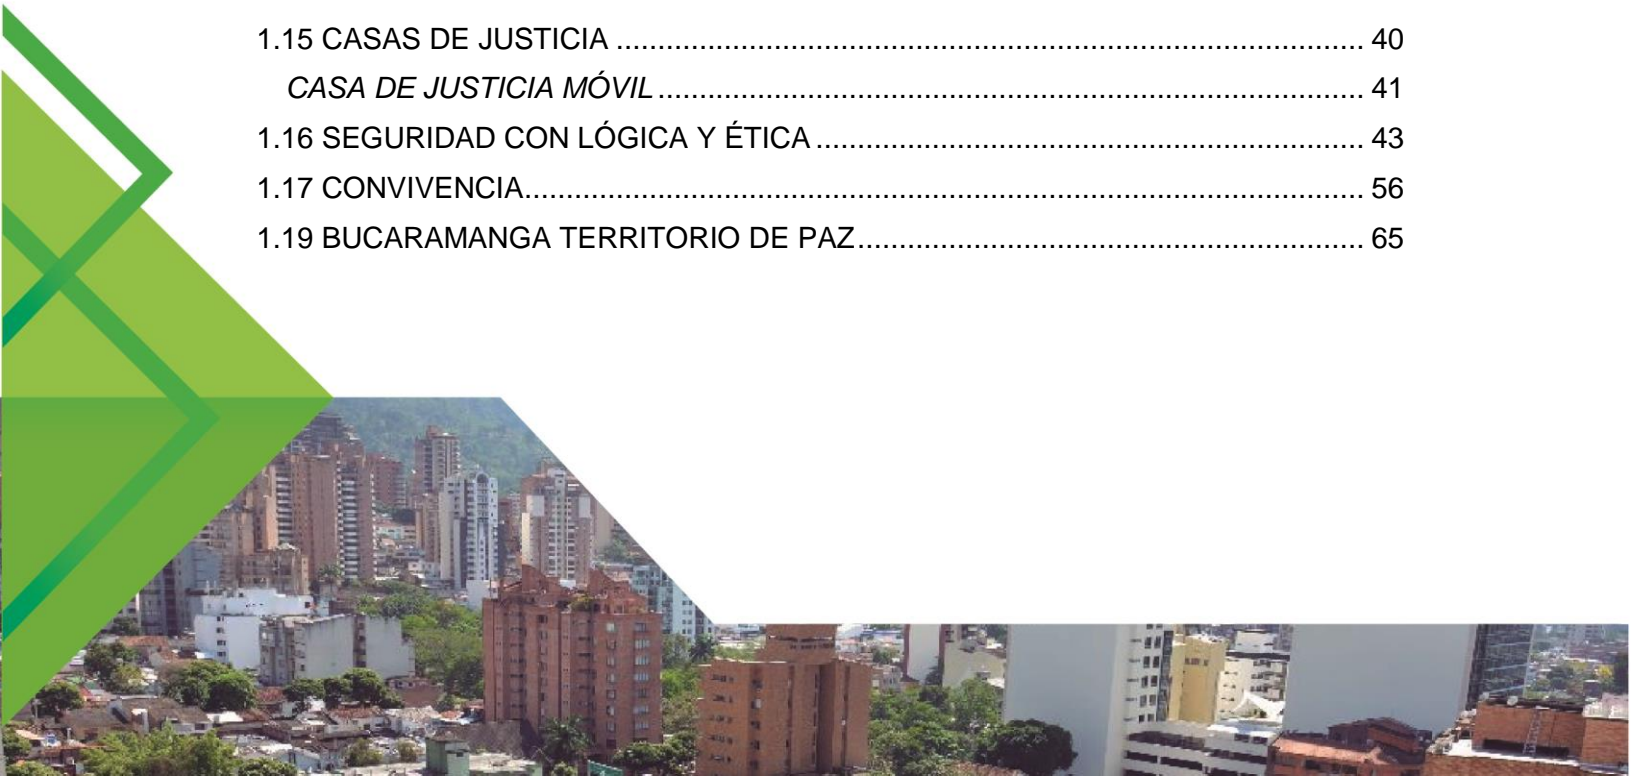 1.15 CASAS DE JUSTICIA ........................................................................................... 40
CASA DE JUSTICIA MÓVIL ...................................................................................... 41
1.16 SEGURIDAD CON LÓGICA Y ÉTICA ................................................................... 43
1.17 CONVIVENCIA...................................................................................................... 56
1.19 BUCARAMANGA TERRITORIO DE PAZ.............................................................. 65